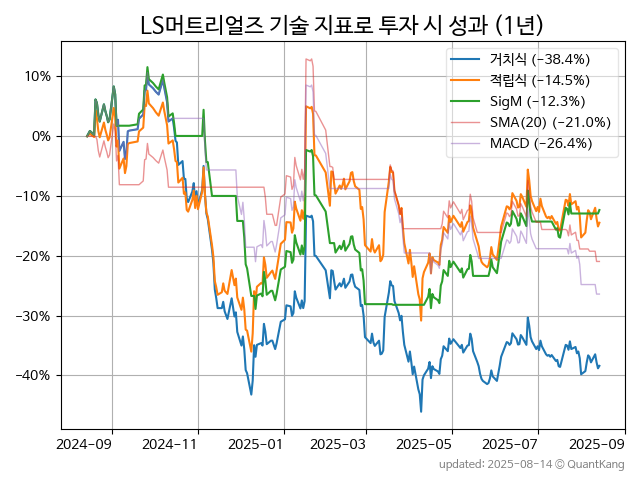 LS머트리얼즈 기술 지표로 투자 시 성과 (1년)
거치식 (−38.4%)
적립식 (−14.5%)
SigM (−12.3%)
SMA(20) (−21.0%)
MACD (−26.4%)
10%
0%
−10%
−20%
−30%
−40%
2024-09 2024-11 2025-01 2025-03 2025-05 2025-07 2025-09
updated: 2025-08-14 © QuantKang